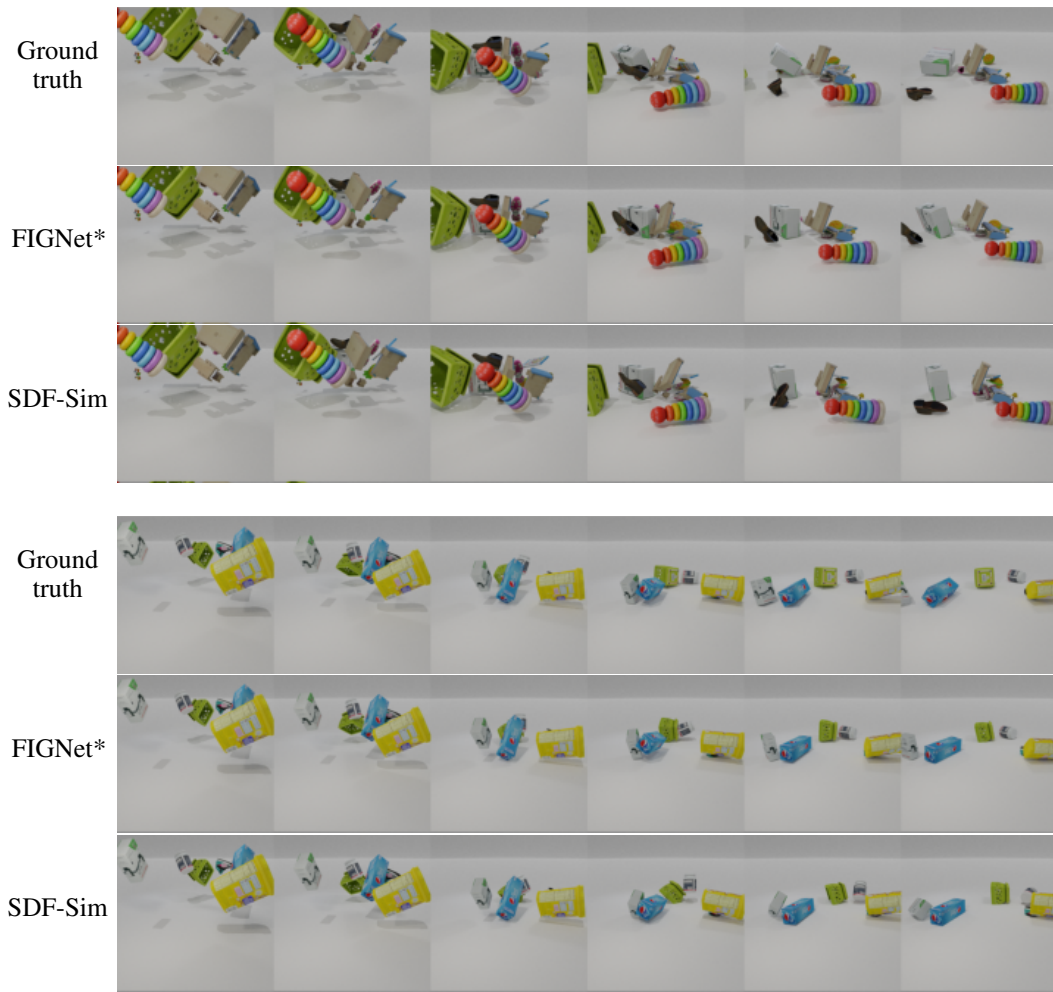 Ground
truth
FIGNet*
SDF-Sim
Ground
truth
FIGNet*
SDF-Sim